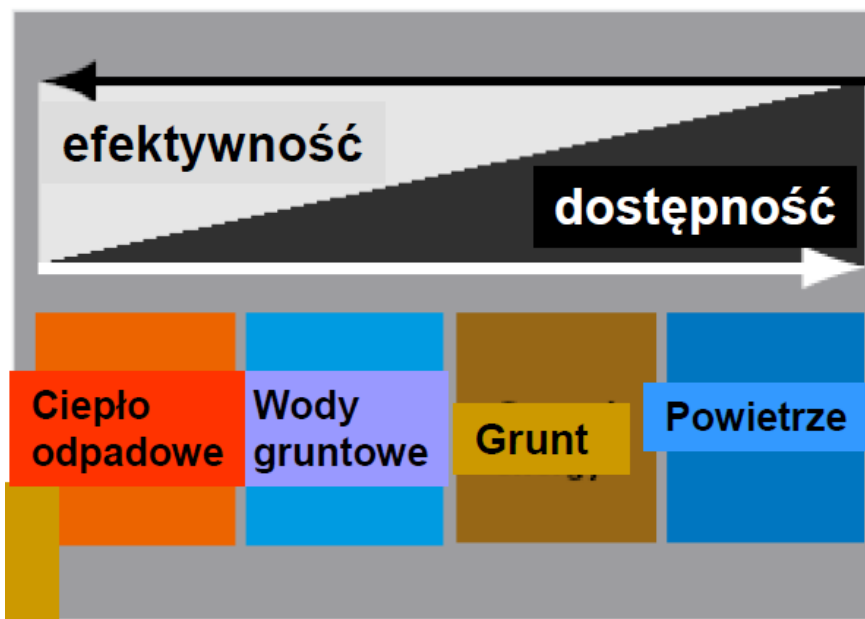 efektywność
dostępność
Ciepło
odpadowe
Wody
gruntowe
Grunt
Powietrze